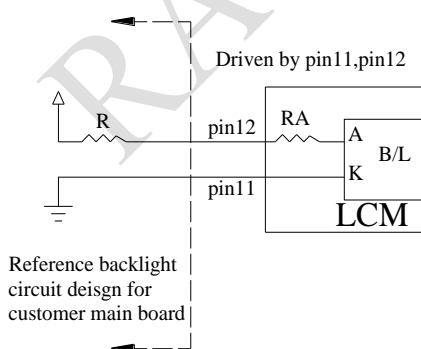 Driven by pin11,pin12
R
pin12
RA
A
B/L
K
pin11
LCM
Reference backlight
circuit deisgn for
customer main board